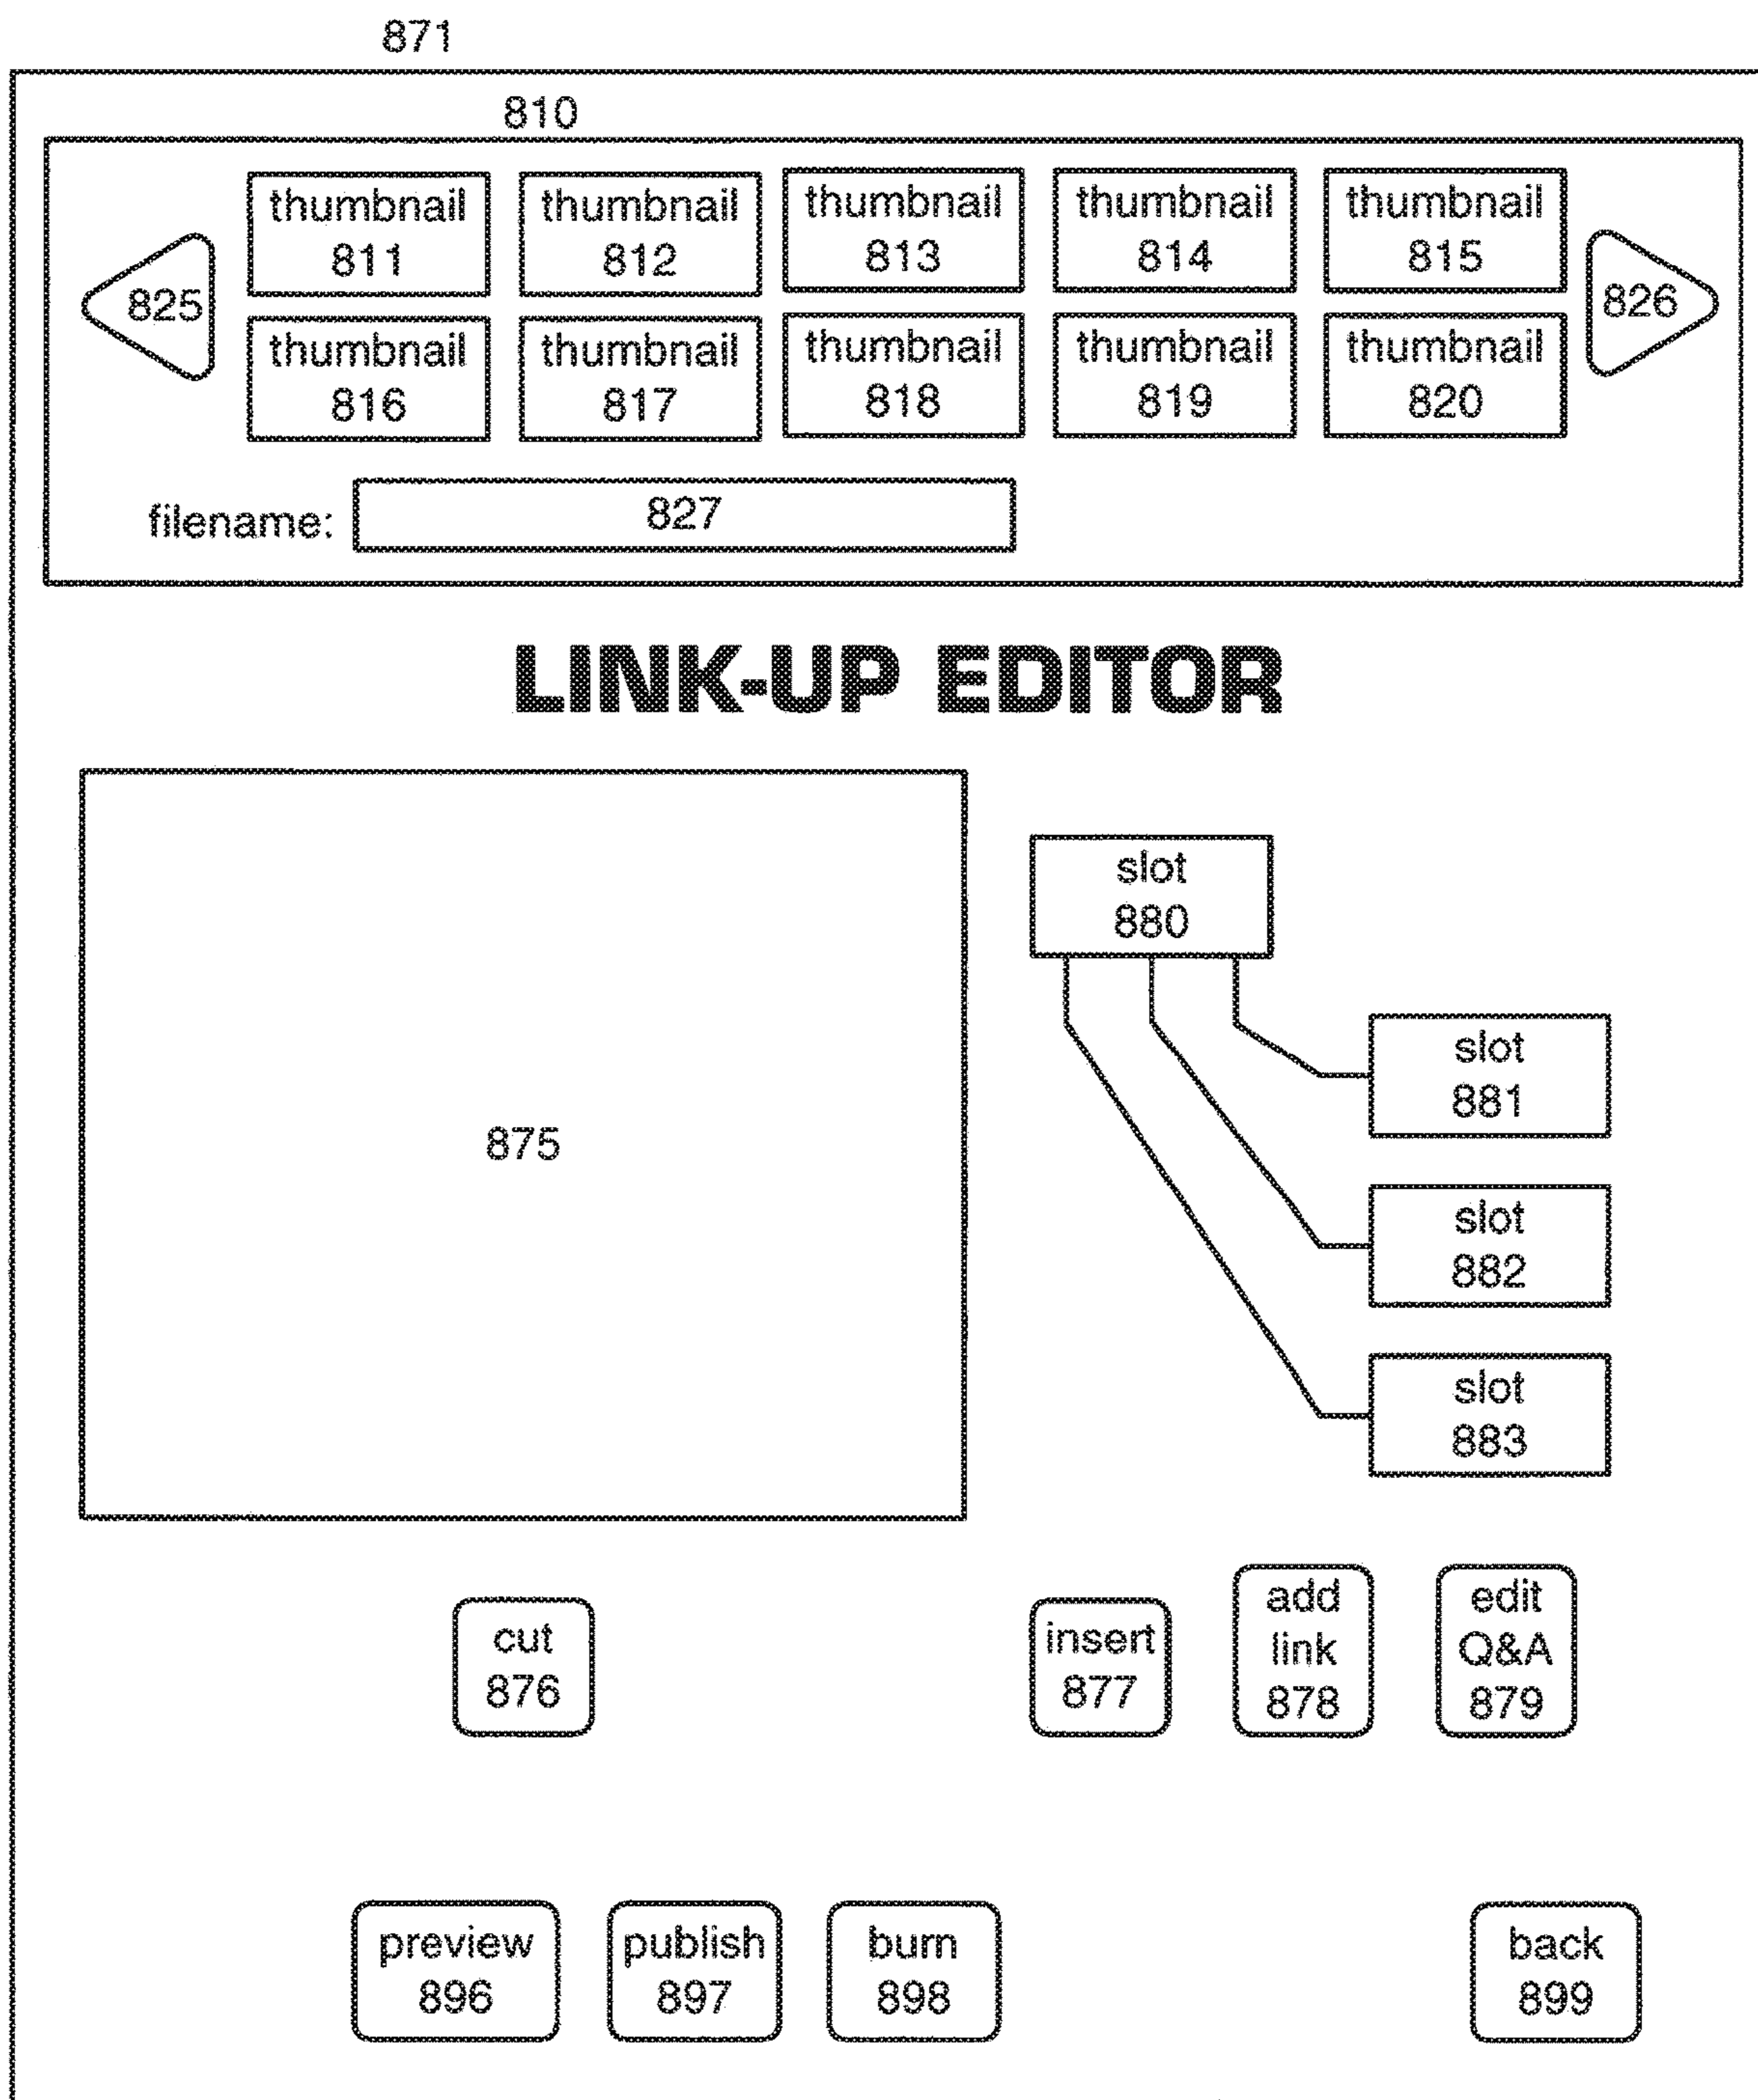 871
810
thumbnail
811
thumbnail
812
thumbnail
813
thumbnail
814
thumbnail
815
825
826
thumbnail
816
thumbnail
817
thumbnail
818
thumbnail
819
thumbnail
820
filename:
827
LINK-UP EDITOR
875
slot
880
slot
881
slot
882
slot
883
cut
876
insert
877
add
link
878
edit
Q&A
879
preview
896
publish
897
burn
898
back
899